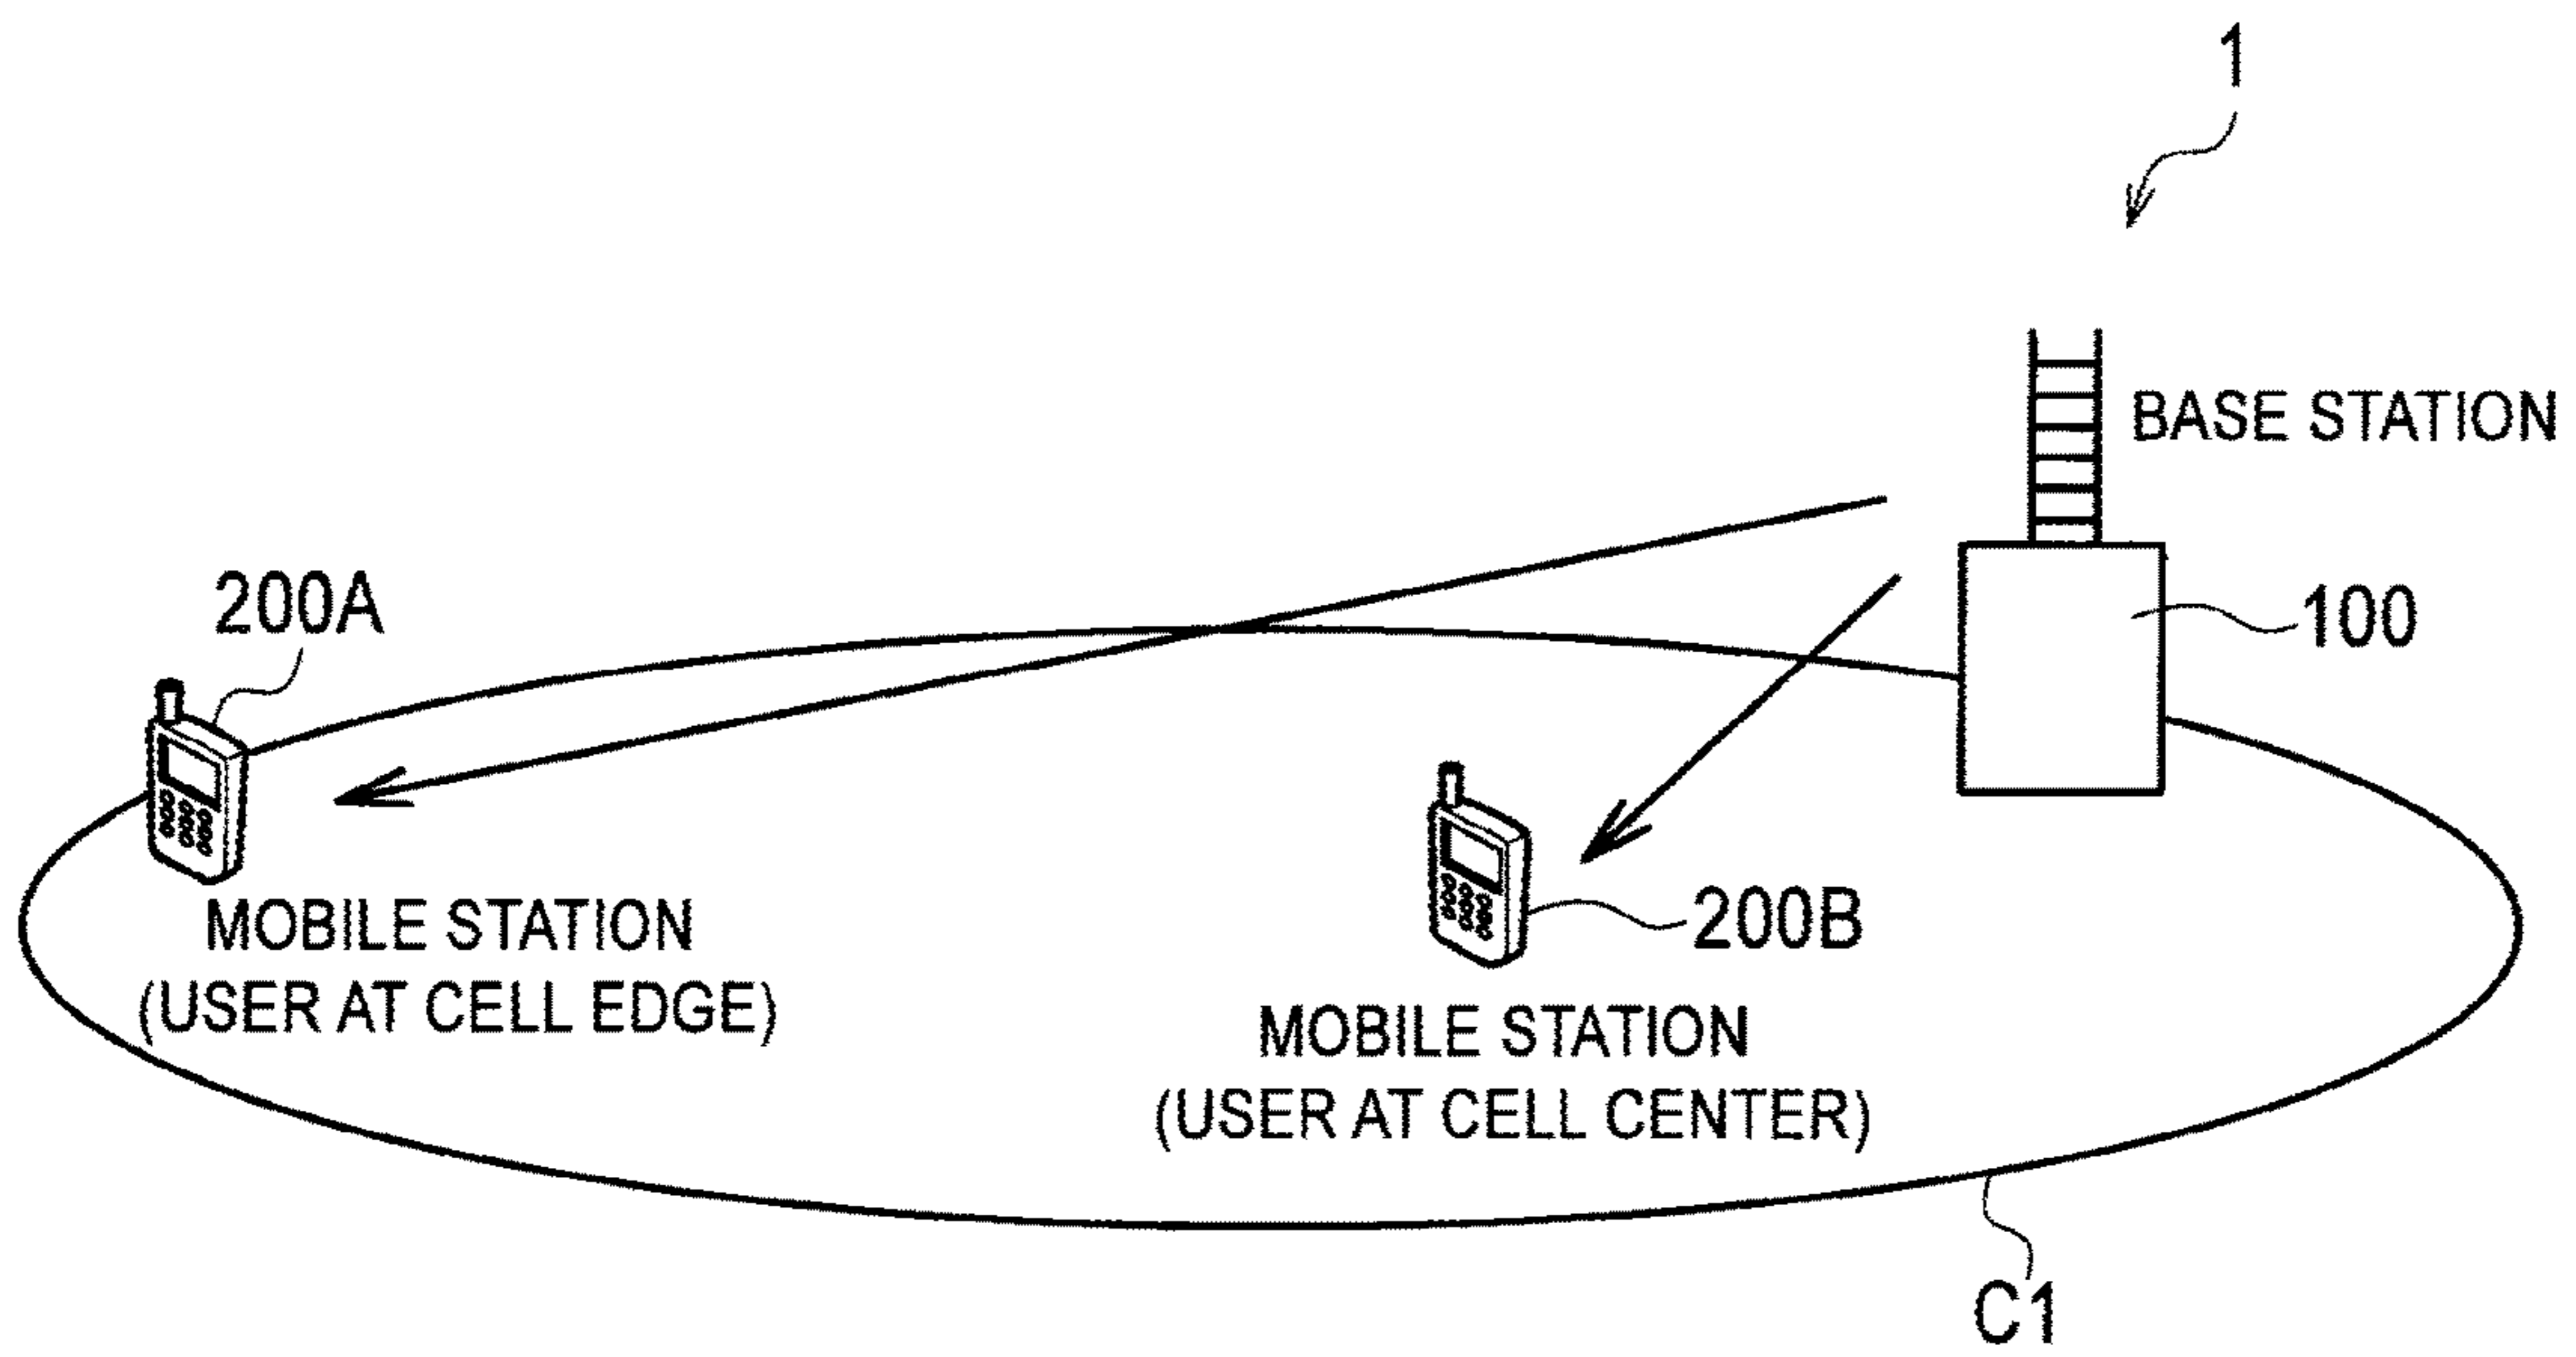 1
BASE STATION
200A
100
200B
MOBILE STATION
(USER AT CELL EDGE)
MOBILE STATION
(USER AT CELL CENTER)
C1